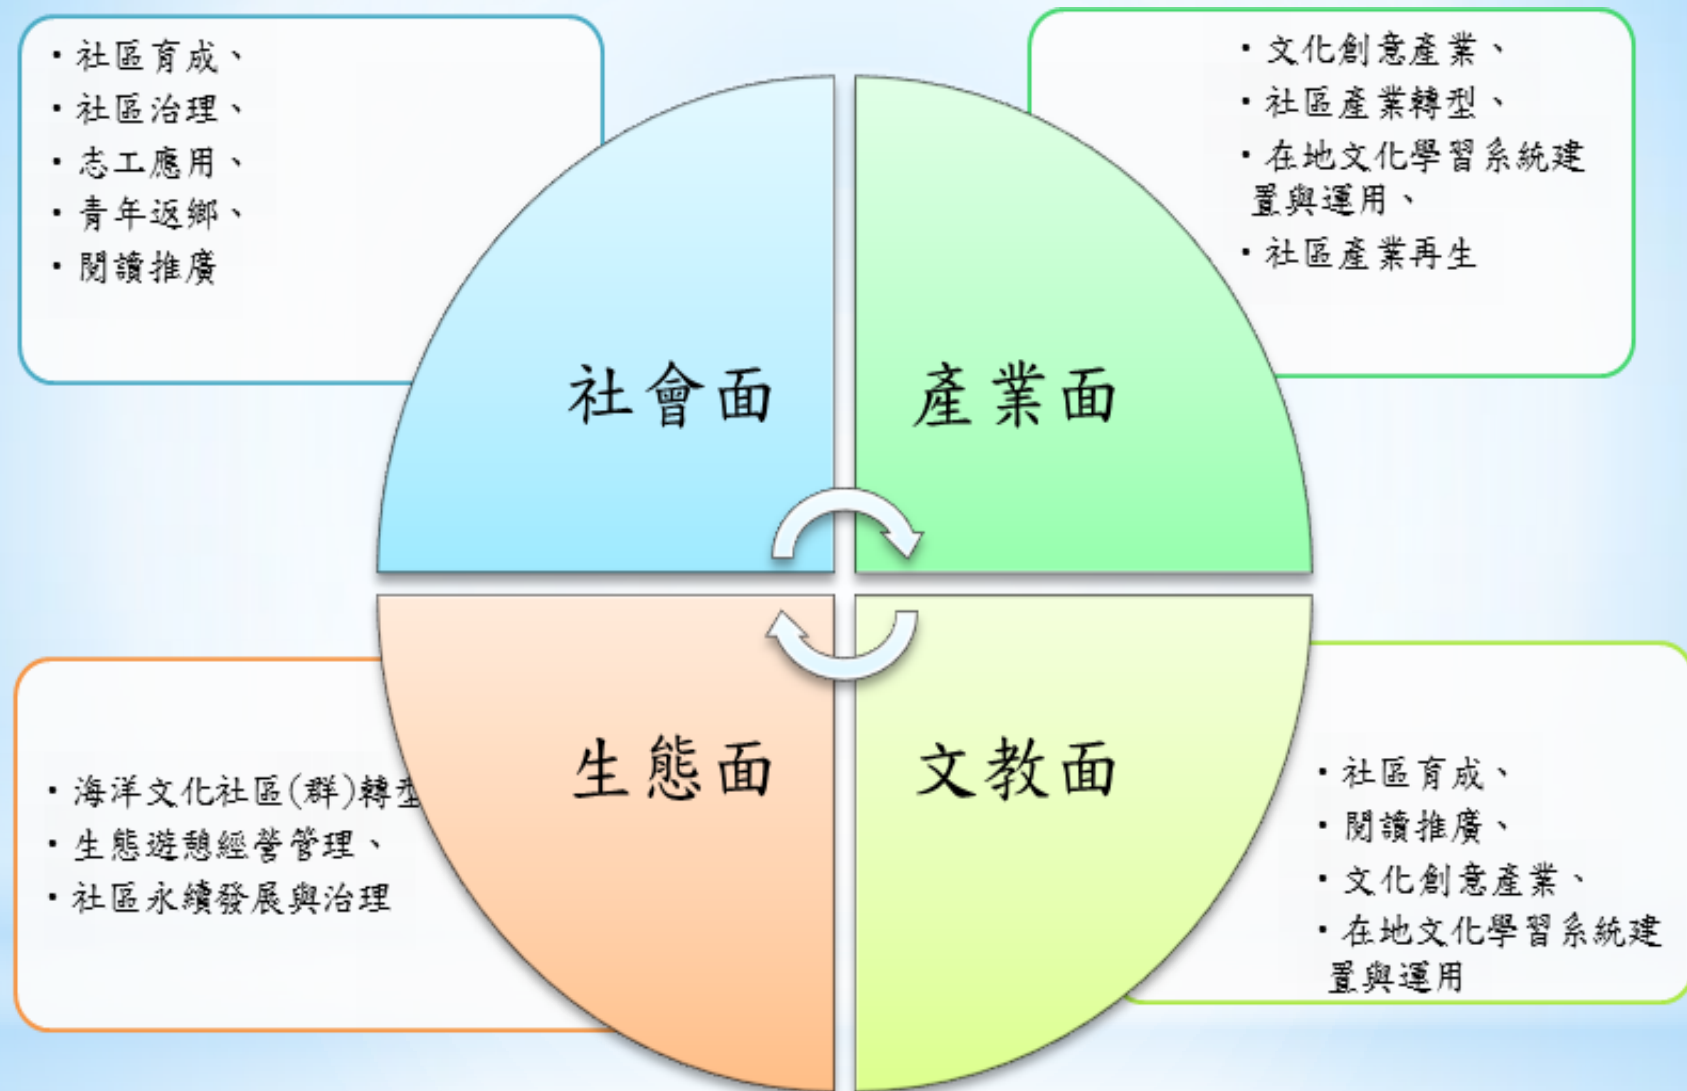 ・社區育成、
・社區治理、
・志工應用、
・青年返鄉、
・閱讀推廣
・文化創意產業、
・社區產業轉型、
・在地文化學習系統建
置與運用、
・社區產業再生
社會面
產業面
生態面
文教面
・海洋文化社區(群)轉型
・生態遊憩經營管理、
・社區永續發展與治理
・社區育成、
・閱讀推廣、
・文化創意產業、
・在地文化學習系統建
置與運用